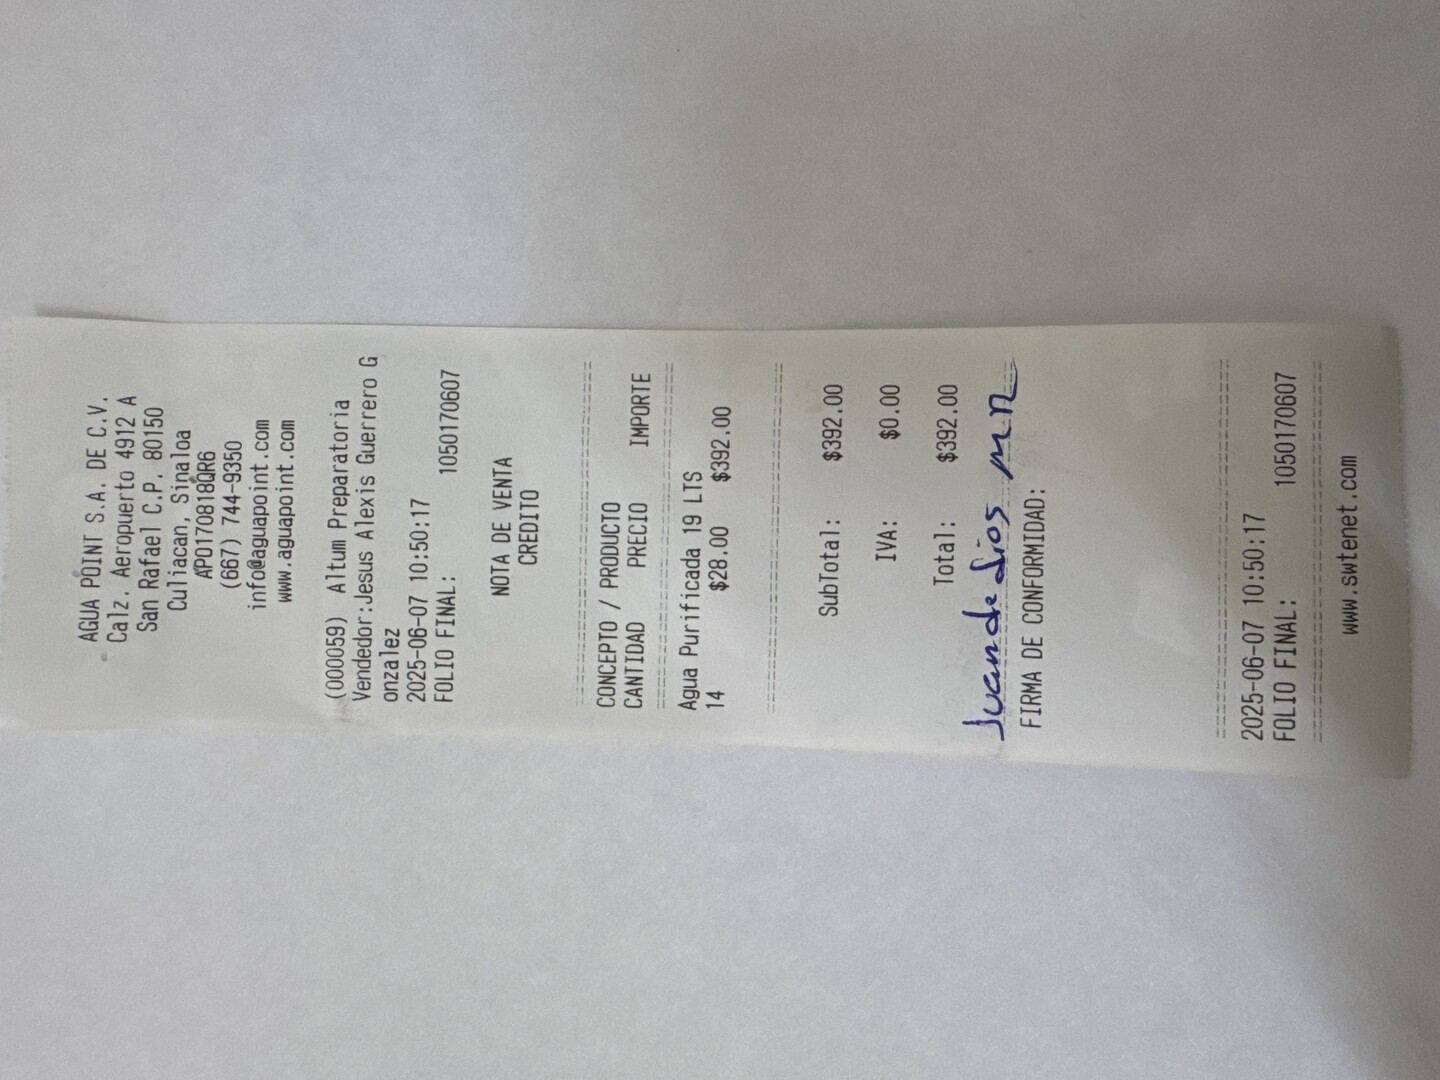 AGUA POINT S.A. DE C.V.
Calz. Aeropuerto 4912 A
San Rafael C.P. 80150
Culiacan, Sinaloa
APO170818QR6
(667) 744-9350
info@aguapoint.com
www.aguapoint.com
(000059) Altum Preparatoria
Vendedor:Jesus Alexis Guerrero G
onzalez
2025-06-07 10:50:17
FOLIO FINAL: 1050170607
NOTA DE VENTA
CREDITO
CONCEPTO / PRODUCTO
CANTIDAD PRECIO IMPORTE
Agua Purificada 19 LTS
14 $28.00 $392.00
SubTotal: $392.00
IVA: $0.00
Total: $392.00
Juan de Dios
FIRMA DE CONFORMIDAD:
2025-06-07 10:50:17
FOLIO FINAL: 1050170607
www.swtenet.com